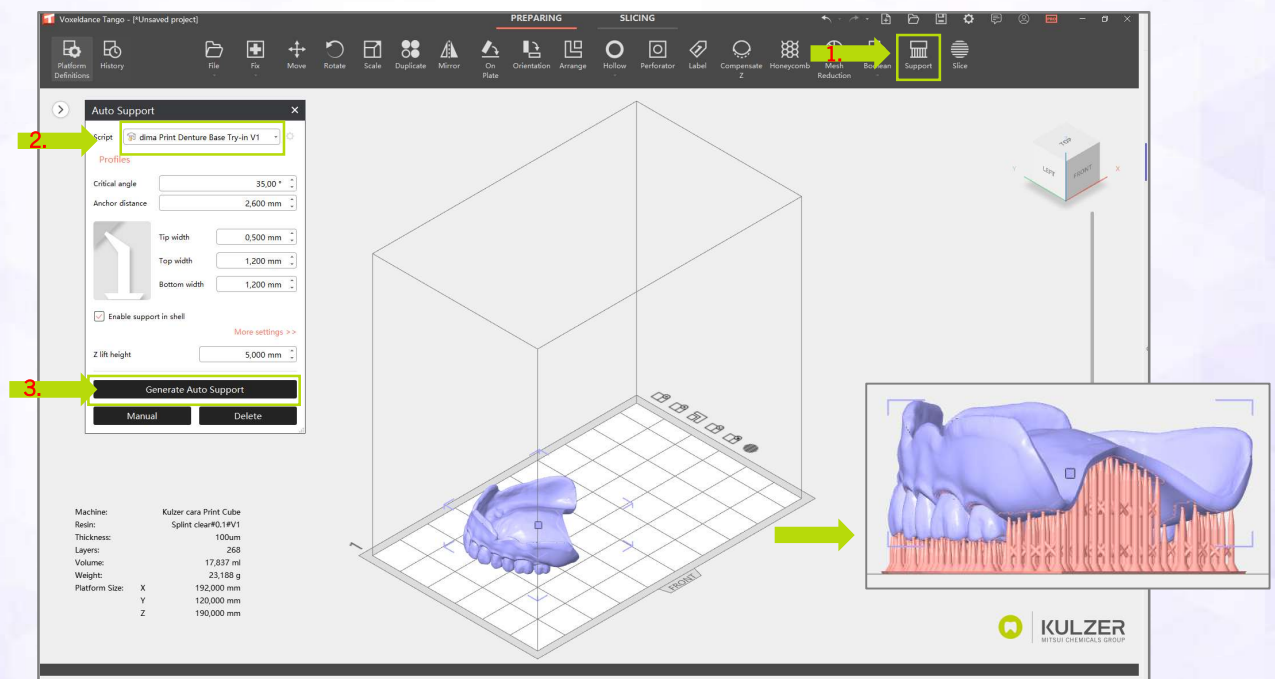 Voxeldance Tango - [*Unsaved project]
PREPARING SLICING
PRO
1.
Platform Definitions
History
File
Fix
Move
Rotate
Scale
Duplicate
Mirror
On Plate
Orientation
Arrange
Hollow
Perforator
Label
Compensate Z
Honeycomb
Mesh Reduction
Boolean
Support
Slice
Auto Support
2.
Script dima Print Denture Base Try-in V1
Profiles
Critical angle 35,00 °
Anchor distance 2,600 mm
Tip width 0,500 mm
Top width 1,200 mm
Bottom width 1,200 mm
Enable support in shell
More settings >>
Z lift height 5,000 mm
3.
Generate Auto Support
Manual Delete
TOP
LEFT
FRONT
Y
X
1
FRONT
Machine: Kulzer cara Print Cube
Resin: Splint clear#0.1#V1
Thickness: 100um
Layers: 268
Volume: 17,837 ml
Weight: 23,188 g
Platform Size: X 192,000 mm
Y 120,000 mm
Z 190,000 mm
KULZER
MITSUI CHEMICALS GROUP